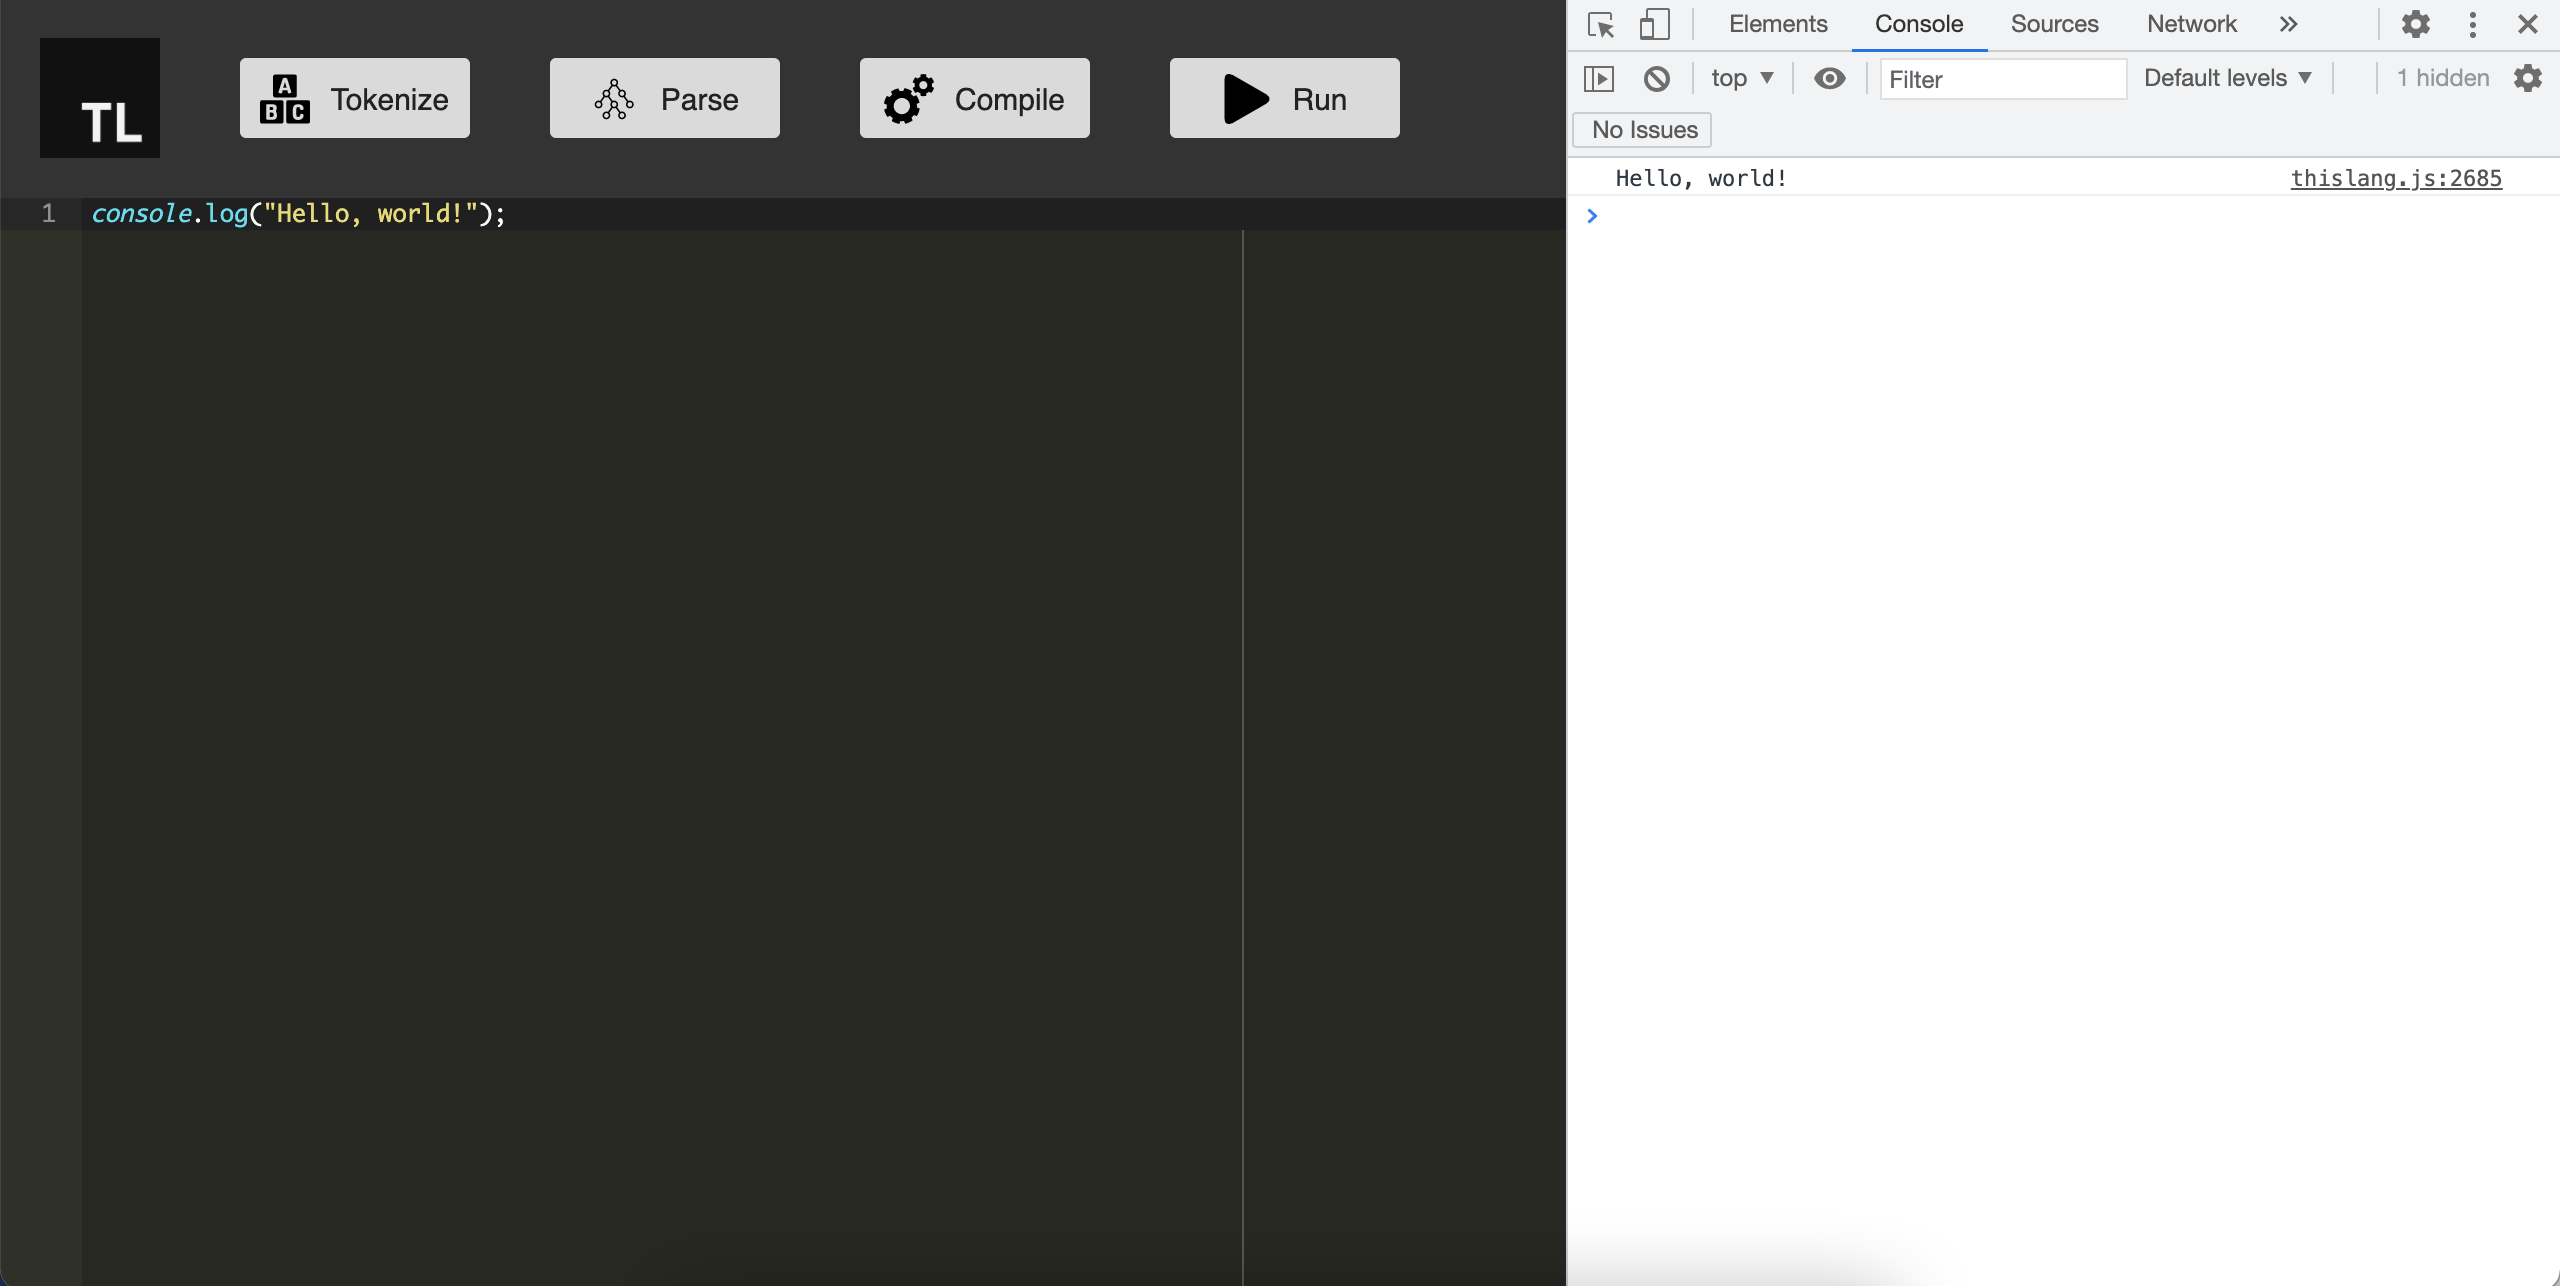 TL
A
B C
Tokenize
Parse
Compile
Run
1 console.log("Hello, world!");
Elements Console Sources Network »
top Filter Default levels 1 hidden
No Issues
Hello, world! thislang.js:2685
>